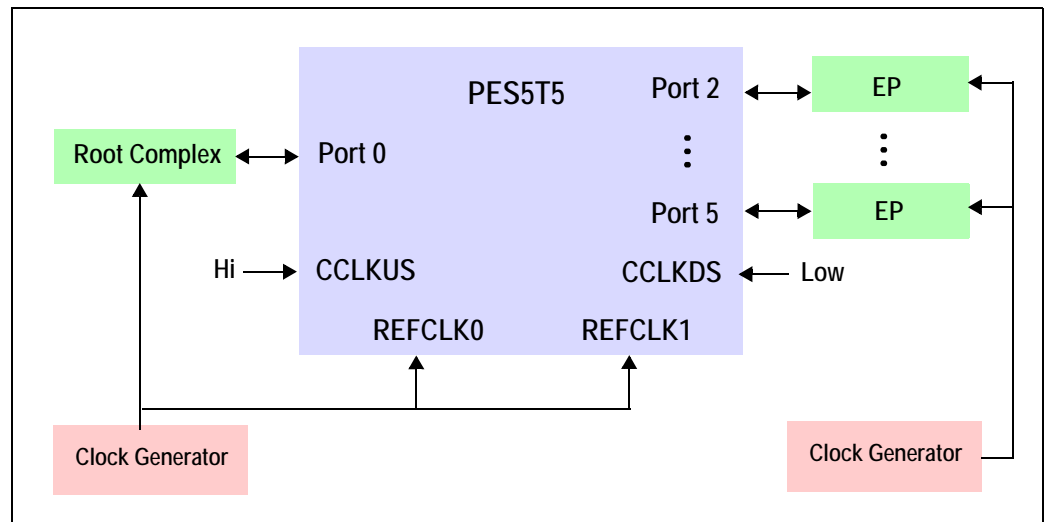 PES5T5
Port 2
EP
Root Complex
Port 0
Port 5
EP
Hi
CCLKUS
CCLKDS
Low
REFCLK0
REFCLK1
Clock Generator
Clock Generator